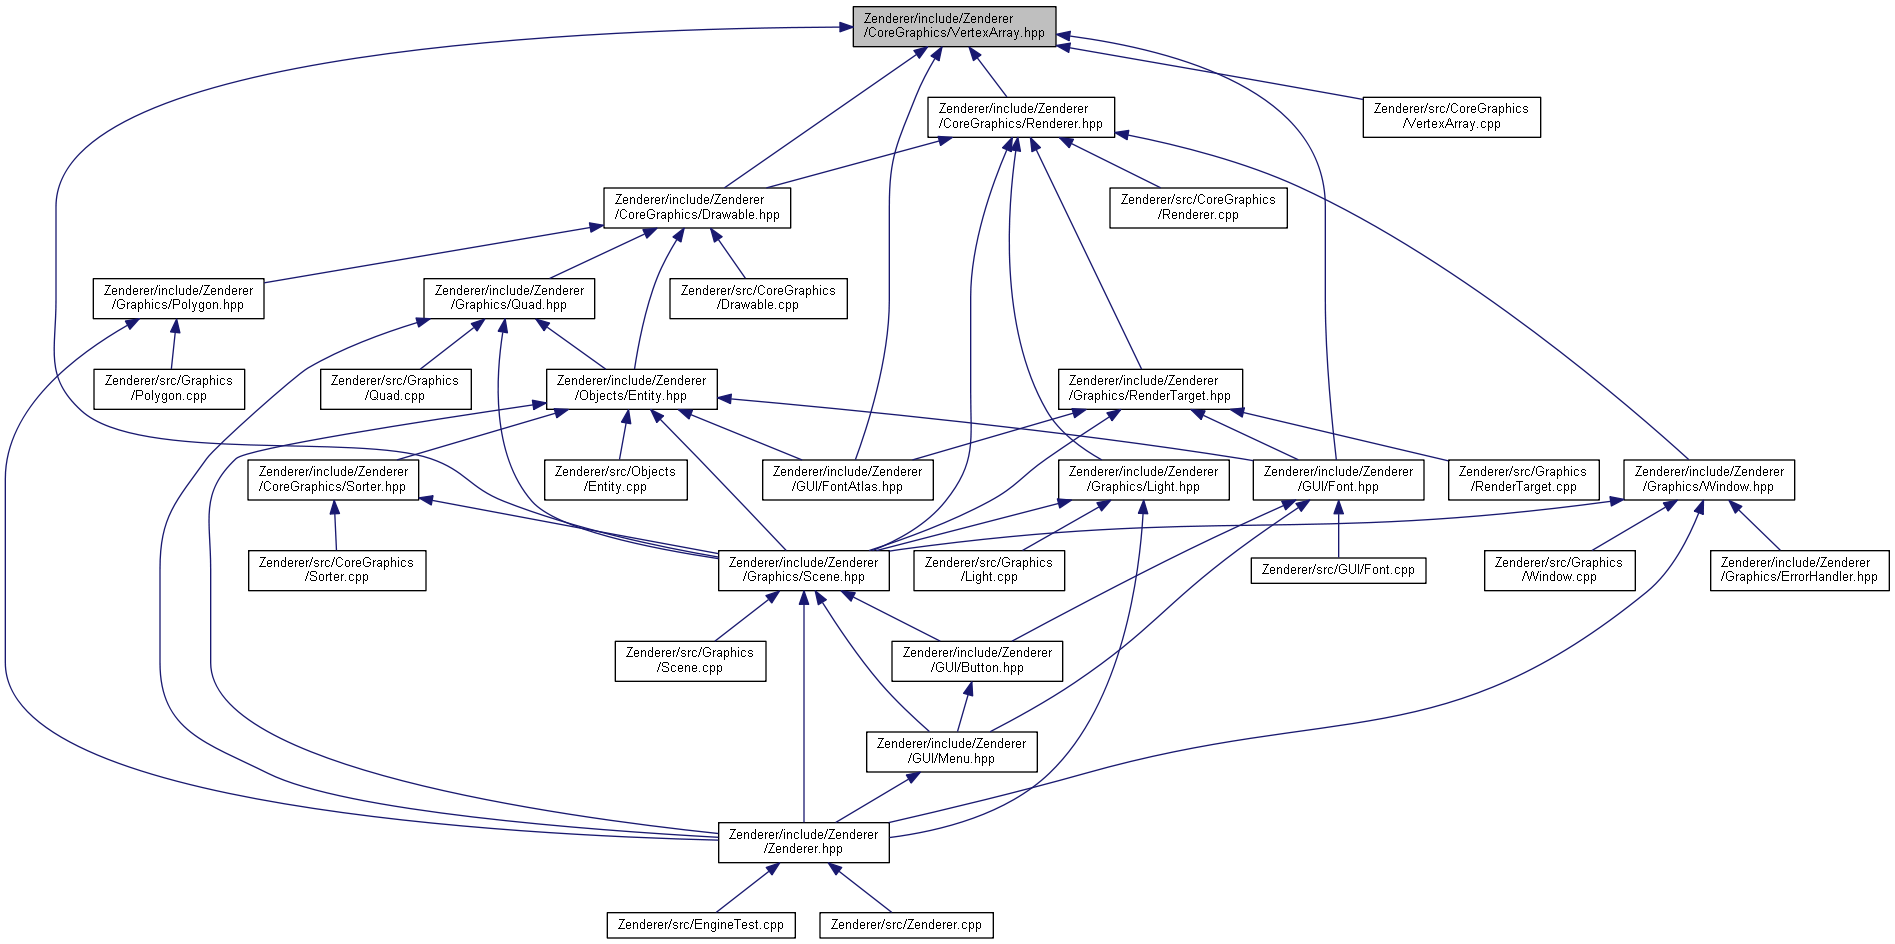 Zenderer/include/Zenderer
/CoreGraphics/VertexArray.hpp
Zenderer/include/Zenderer
/CoreGraphics/Renderer.hpp
Zenderer/src/CoreGraphics
/VertexArray.cpp
Zenderer/include/Zenderer
/CoreGraphics/Drawable.hpp
Zenderer/src/CoreGraphics
/Renderer.cpp
Zenderer/include/Zenderer
/Graphics/Polygon.hpp
Zenderer/include/Zenderer
/Graphics/Quad.hpp
Zenderer/src/CoreGraphics
/Drawable.cpp
Zenderer/src/Graphics
/Polygon.cpp
Zenderer/src/Graphics
/Quad.cpp
Zenderer/include/Zenderer
/Objects/Entity.hpp
Zenderer/include/Zenderer
/Graphics/RenderTarget.hpp
Zenderer/include/Zenderer
/CoreGraphics/Sorter.hpp
Zenderer/src/Objects
/Entity.cpp
Zenderer/include/Zenderer
/GUI/FontAtlas.hpp
Zenderer/include/Zenderer
/Graphics/Light.hpp
Zenderer/include/Zenderer
/GUI/Font.hpp
Zenderer/src/Graphics
/RenderTarget.cpp
Zenderer/include/Zenderer
/Graphics/Window.hpp
Zenderer/src/CoreGraphics
/Sorter.cpp
Zenderer/include/Zenderer
/Graphics/Scene.hpp
Zenderer/src/Graphics
/Light.cpp
Zenderer/src/GUI/Font.cpp
Zenderer/src/Graphics
/Window.cpp
Zenderer/include/Zenderer
/Graphics/ErrorHandler.hpp
Zenderer/src/Graphics
/Scene.cpp
Zenderer/include/Zenderer
/GUI/Button.hpp
Zenderer/include/Zenderer
/GUI/Menu.hpp
Zenderer/include/Zenderer
/Zenderer.hpp
Zenderer/src/EngineTest.cpp
Zenderer/src/Zenderer.cpp